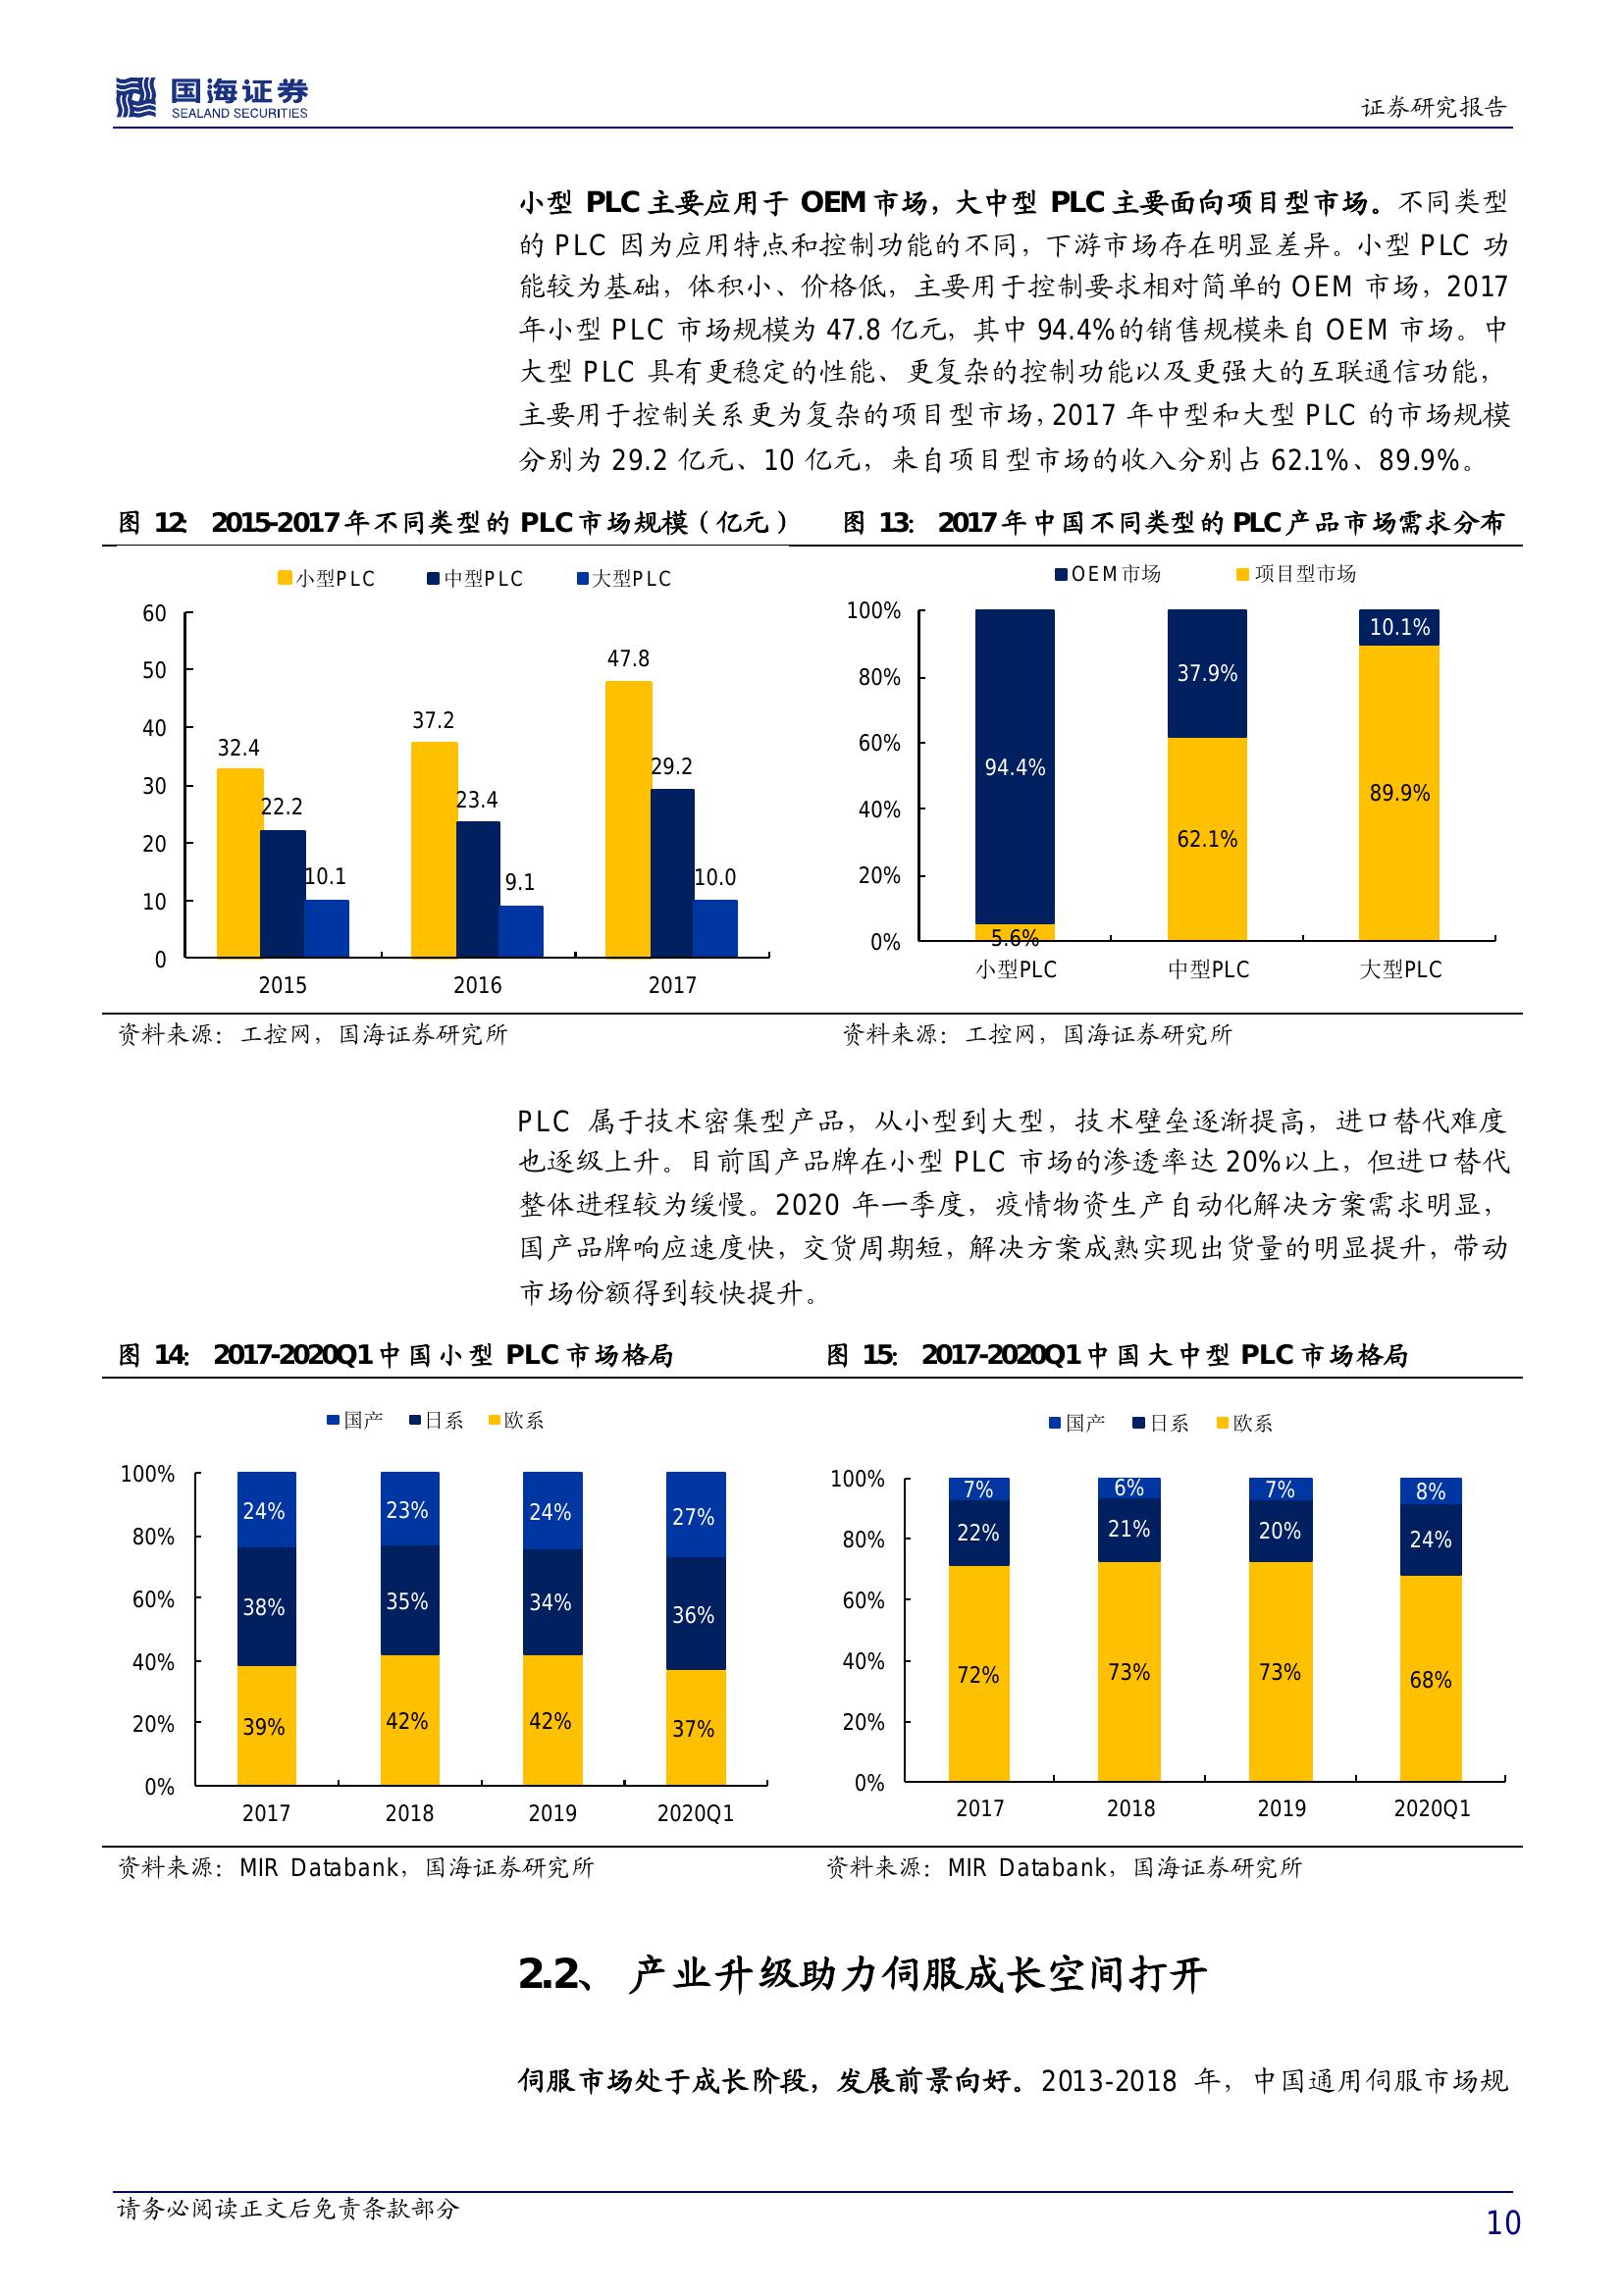 国海证券
SEALAND SECURITIES
证券研究报告
小型 PLC 主要应用于 OEM 市场，大中型 PLC 主要面向项目型市场。不同类型
的 PLC 因为应用特点和控制功能的不同，下游市场存在明显差异。小型 PLC 功
能较为基础，体积小、价格低，主要用于控制要求相对简单的 OEM 市场，2017
年小型 PLC 市场规模为 47.8 亿元，其中 94.4%的销售规模来自 OEM 市场。中
大型 PLC 具有更稳定的性能、更复杂的控制功能以及更强大的互联通信功能，
主要用于控制关系更为复杂的项目型市场，2017 年中型和大型 PLC 的市场规模
分别为 29.2 亿元、10 亿元，来自项目型市场的收入分别占 62.1%、89.9%。
图 12: 2015-2017年不同类型的 PLC市场规模（亿元）
小型PLC 中型PLC 大型PLC
60
50
40
30
20
10
0
32.4
22.2
10.1
37.2
23.4
9.1
47.8
29.2
10.0
2015 2016 2017
资料来源：工控网，国海证券研究所
图 13: 2017年中国不同类型的PLC产品市场需求分布
OEM市场 项目型市场
100%
80%
60%
40%
20%
0%
94.4%
5.6%
37.9%
62.1%
10.1%
89.9%
小型PLC 中型PLC 大型PLC
资料来源：工控网，国海证券研究所
PLC 属于技术密集型产品，从小型到大型，技术壁垒逐渐提高，进口替代难度
也逐级上升。目前国产品牌在小型 PLC 市场的渗透率达 20%以上，但进口替代
整体进程较为缓慢。2020 年一季度，疫情物资生产自动化解决方案需求明显，
国产品牌响应速度快，交货周期短，解决方案成熟实现出货量的明显提升，带动
市场份额得到较快提升。
图 14: 2017-2020Q1中国小型 PLC市场格局
国产 日系 欧系
100%
80%
60%
40%
20%
0%
24%
38%
39%
23%
35%
42%
24%
34%
42%
27%
36%
37%
2017 2018 2019 2020Q1
资料来源：MIR Databank，国海证券研究所
图 15: 2017-2020Q1中国大中型 PLC市场格局
国产 日系 欧系
100%
80%
60%
40%
20%
0%
7%
22%
72%
6%
21%
73%
7%
20%
73%
8%
24%
68%
2017 2018 2019 2020Q1
资料来源：MIR Databank，国海证券研究所
2.2、 产业升级助力伺服成长空间打开
伺服市场处于成长阶段，发展前景向好。2013-2018 年，中国通用伺服市场规
请务必阅读正文后免责条款部分
10